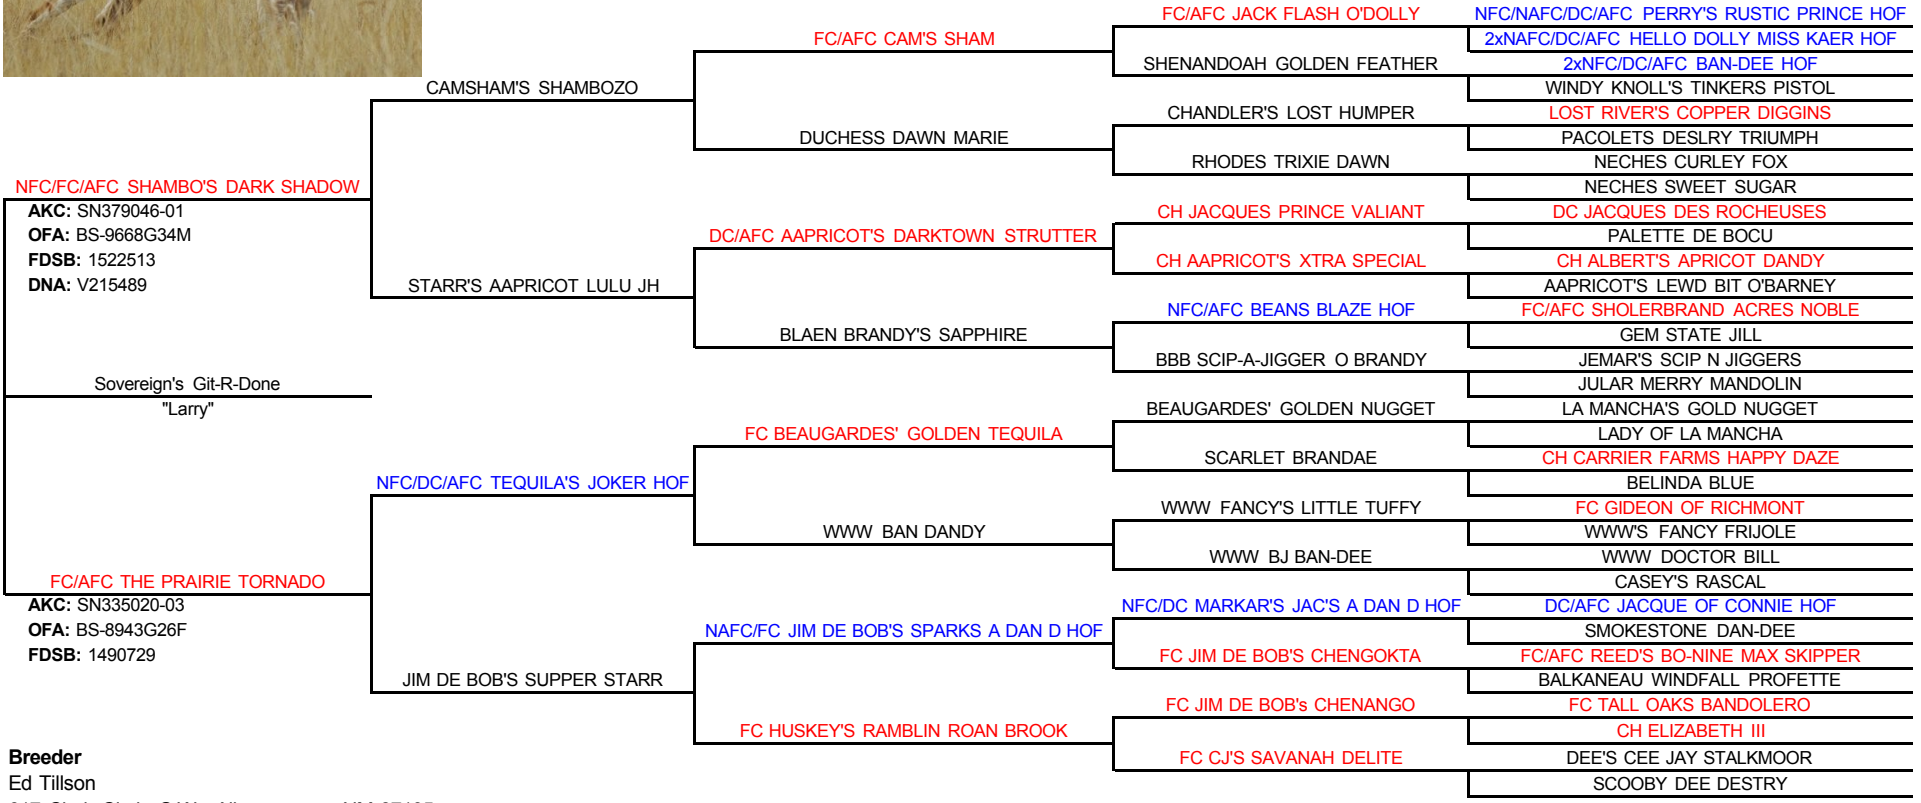 FC/AFC JACK FLASH O'DOLLY
NFC/NAFC/DC/AFC PERRY'S RUSTIC PRINCE HOF
FC/AFC CAM'S SHAM
2xNAFC/DC/AFC HELLO DOLLY MISS KAER HOF
SHENANDOAH GOLDEN FEATHER
2xNFC/DC/AFC BAN-DEE HOF
CAMSHAM'S SHAMBOZO
WINDY KNOLL'S TINKERS PISTOL
CHANDLER'S LOST HUMPER
LOST RIVER'S COPPER DIGGINS
DUCHESS DAWN MARIE
PACOLETS DESLRY TRIUMPH
RHODES TRIXIE DAWN
NECHES CURLEY FOX
NFC/FC/AFC SHAMBO'S DARK SHADOW
NECHES SWEET SUGAR
AKC: SN379046-01
CH JACQUES PRINCE VALIANT
DC JACQUES DES ROCHEUSES
OFA: BS-9668G34M
DC/AFC AAPRICOT'S DARKTOWN STRUTTER
PALETTE DE BOCU
FDSB: 1522513
CH AAPRICOT'S XTRA SPECIAL
CH ALBERT'S APRICOT DANDY
DNA: V215489
STARR'S AAPRICOT LULU JH
AAPRICOT'S LEWD BIT O'BARNEY
NFC/AFC BEANS BLAZE HOF
FC/AFC SHOLERBRAND ACRES NOBLE
BLAEN BRANDY'S SAPPHIRE
GEM STATE JILL
BBB SCIP-A-JIGGER O BRANDY
JEMAR'S SCIP N JIGGERS
Sovereign's Git-R-Done
JULAR MERRY MANDOLIN
"Larry"
BEAUGARDES' GOLDEN NUGGET
LA MANCHA'S GOLD NUGGET
FC BEAUGARDES' GOLDEN TEQUILA
LADY OF LA MANCHA
SCARLET BRANDAE
CH CARRIER FARMS HAPPY DAZE
NFC/DC/AFC TEQUILA'S JOKER HOF
BELINDA BLUE
WWW FANCY'S LITTLE TUFFY
FC GIDEON OF RICHMONT
WWW BAN DANDY
WWW'S FANCY FRIJOLE
WWW BJ BAN-DEE
WWW DOCTOR BILL
FC/AFC THE PRAIRIE TORNADO
CASEY'S RASCAL
AKC: SN335020-03
NFC/DC MARKAR'S JAC'S A DAN D HOF
DC/AFC JACQUE OF CONNIE HOF
OFA: BS-8943G26F
NAFC/FC JIM DE BOB'S SPARKS A DAN D HOF
SMOKESTONE DAN-DEE
FDSB: 1490729
FC JIM DE BOB'S CHENGOKTA
FC/AFC REED'S BO-NINE MAX SKIPPER
JIM DE BOB'S SUPPER STARR
BALKANEAU WINDFALL PROFETTE
FC JIM DE BOB's CHENANGO
FC TALL OAKS BANDOLERO
FC HUSKEY'S RAMBLIN ROAN BROOK
CH ELIZABETH III
Breeder
FC CJ'S SAVANAH DELITE
DEE'S CEE JAY STALKMOOR
Ed Tillson
SCOOBY DEE DESTRY